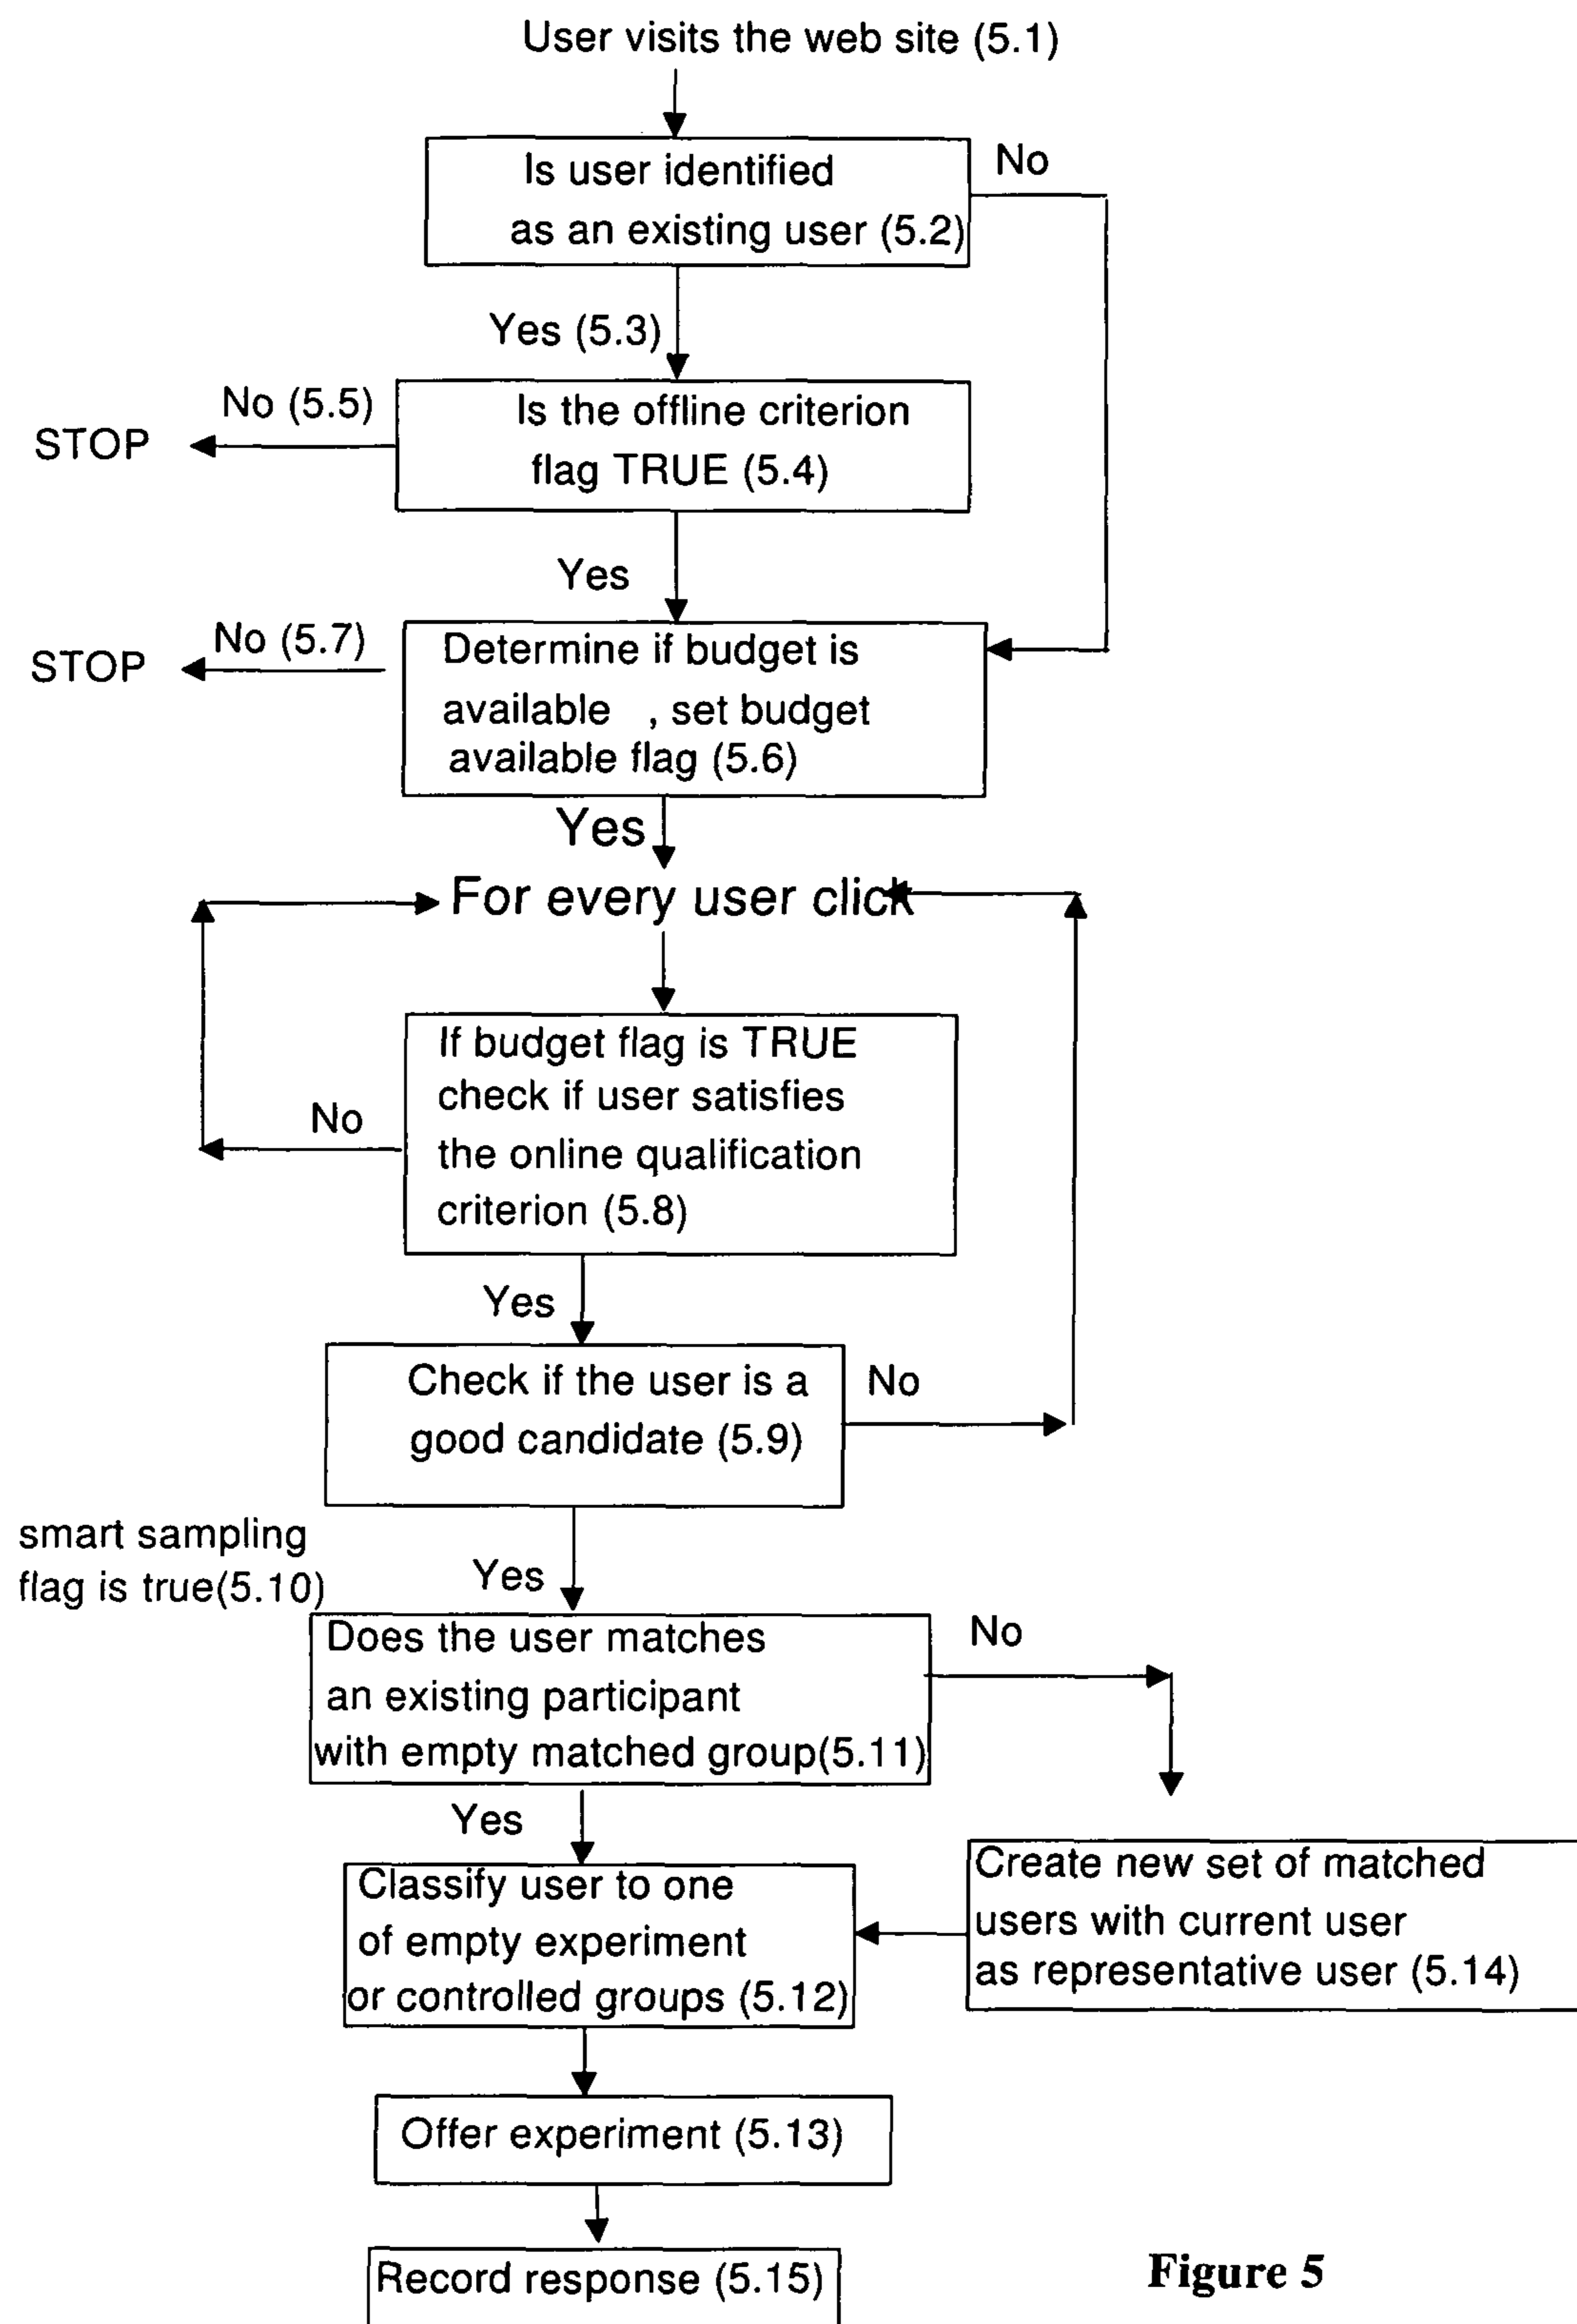 User visits the web site (5.1)
Is user identified
as an existing user (5.2)
No
Yes (5.3)
No (5.5)
STOP
Is the offline criterion
flag TRUE (5.4)
Yes
No (5.7)
STOP
Determine if budget is
available , set budget
available flag (5.6)
Yes
For every user click
If budget flag is TRUE
check if user satisfies
the online qualification
criterion (5.8)
No
Yes
Check if the user is a
good candidate (5.9)
No
smart sampling
flag is true(5.10)
Yes
Does the user matches
an existing participant
with empty matched group(5.11)
No
Yes
Classify user to one
of empty experiment
or controlled groups (5.12)
Create new set of matched
users with current user
as representative user (5.14)
Offer experiment (5.13)
Record response (5.15)
Figure 5